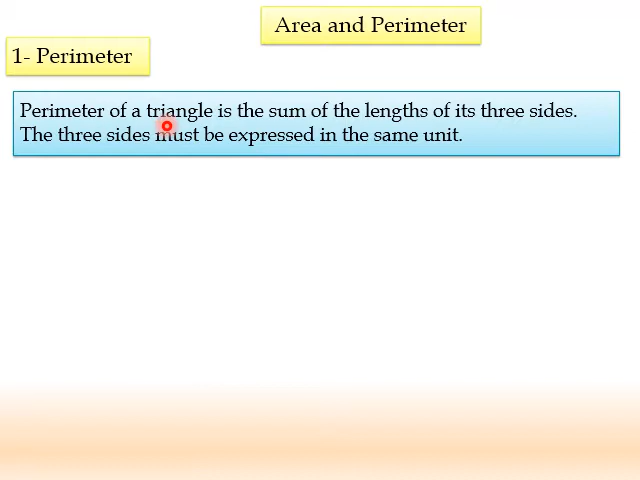 Area and Perimeter
1- Perimeter
Perimeter of a triangle is the sum of the lengths of its three sides.
The three sides must be expressed in the same unit.